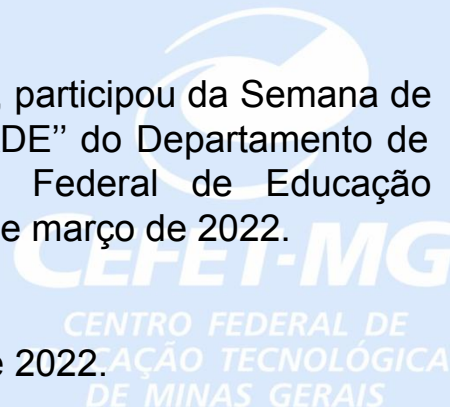 , participou da Semana de
DE’’ do Departamento de
Federal de Educação
e março de 2022.
CEFET-MG
CENTRO FEDERAL DE
AÇÃO TECNOLÓGICA
e 2022.
DE MINAS GERAIS